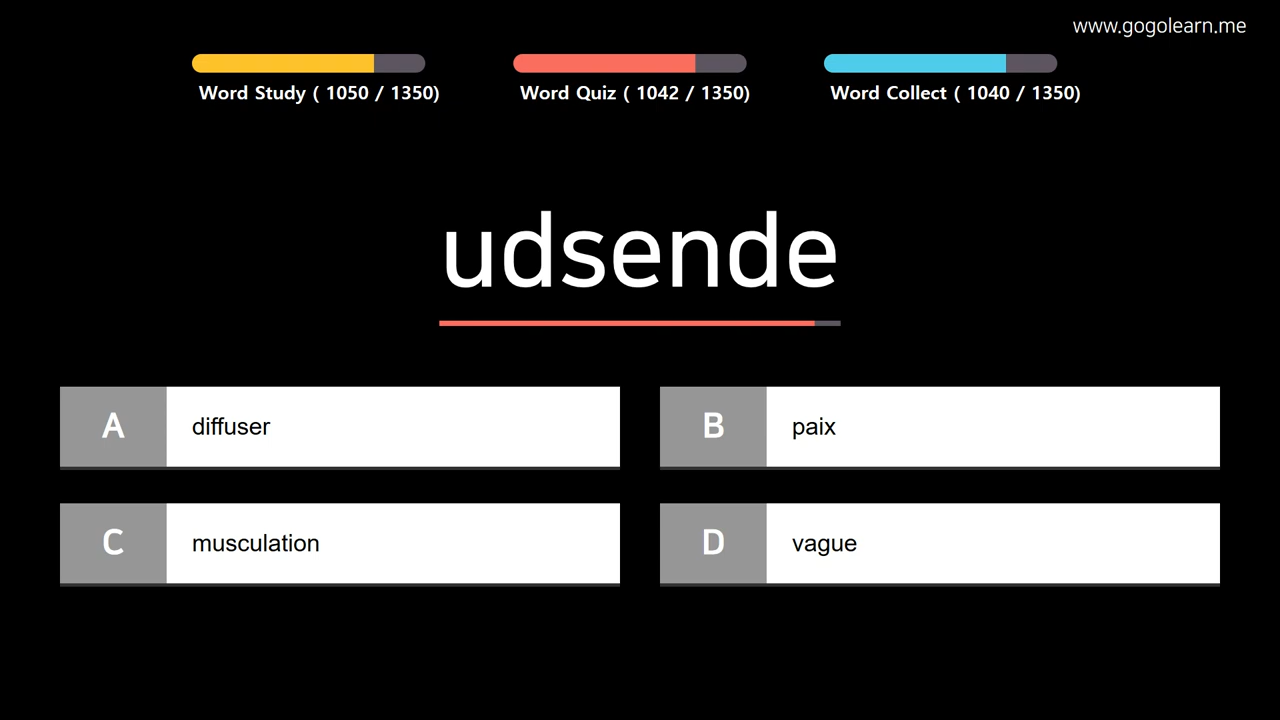 www.gogolearn.me
Word Study ( 1050 / 1350)
Word Quiz ( 1042 / 1350)
Word Collect ( 1040 / 1350)
udsende
A diffuser
B paix
C musculation
D vague